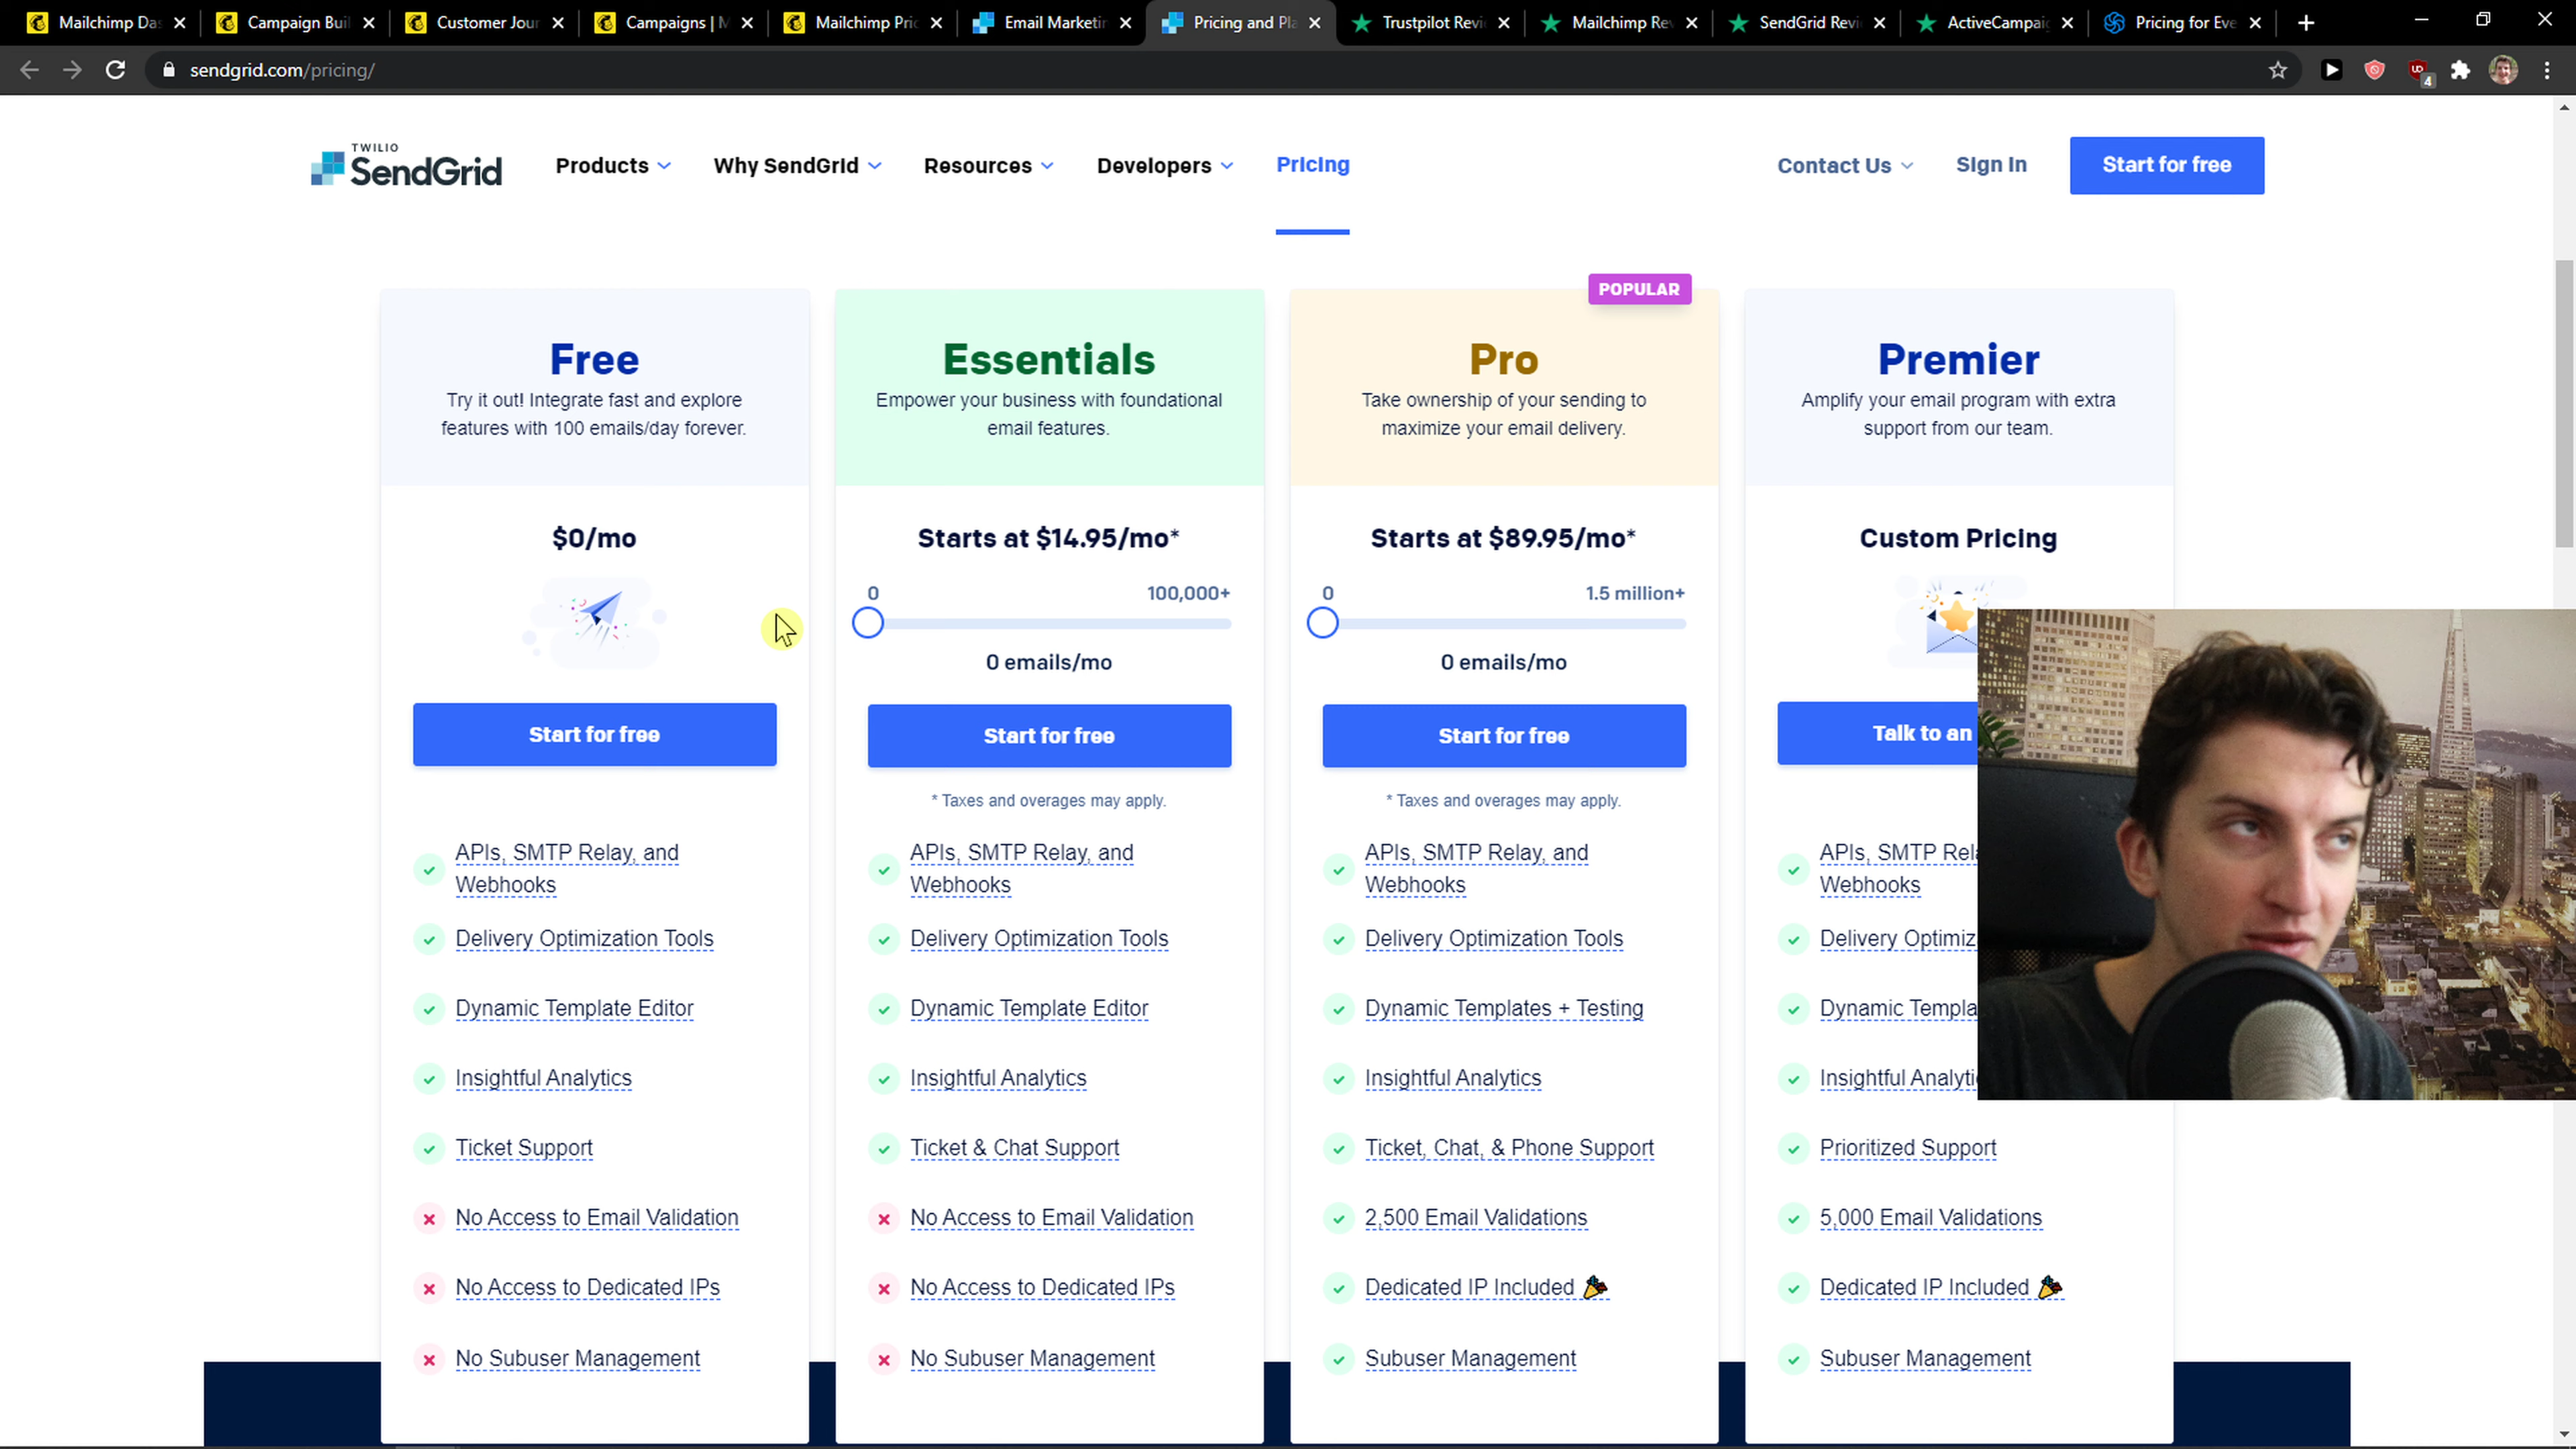 Mailchimp Da
Campaign Buil
Customer Jour
Campaigns | M
Mailchimp Pric
Email Marketin
Pricing and Pla
Trustpilot Revi
Mailchimp Rev
SendGrid Revi
ActiveCampai
Pricing for Eve
sendgrid.com/pricing/
4
TWILIO
SendGrid
Products
Why SendGrid
Resources
Developers
Pricing
Contact Us
Sign In
Start for free
Free
Try it out! Integrate fast and explore
features with 100 emails/day forever.
$0/mo
Start for free
APIs, SMTP Relay, and
Webhooks
Delivery Optimization Tools
Dynamic Template Editor
Insightful Analytics
Ticket Support
No Access to Email Validation
No Access to Dedicated IPs
No Subuser Management
Essentials
Empower your business with foundational
email features.
Starts at $14.95/mo*
0 100,000+
0 emails/mo
Start for free
* Taxes and overages may apply.
APIs, SMTP Relay, and
Webhooks
Delivery Optimization Tools
Dynamic Template Editor
Insightful Analytics
Ticket & Chat Support
No Access to Email Validation
No Access to Dedicated IPs
No Subuser Management
POPULAR
Pro
Take ownership of your sending to
maximize your email delivery.
Starts at $89.95/mo*
0 1.5 million+
0 emails/mo
Start for free
* Taxes and overages may apply.
APIs, SMTP Relay, and
Webhooks
Delivery Optimization Tools
Dynamic Templates + Testing
Insightful Analytics
Ticket, Chat, & Phone Support
2,500 Email Validations
Dedicated IP Included
Subuser Management
Premier
Amplify your email program with extra
support from our team.
Custom Pricing
Talk to an
APIs, SMTP Rel
Webhooks
Delivery Optimiz
Dynamic Templa
Insightful Analyti
Prioritized Support
5,000 Email Validations
Dedicated IP Included
Subuser Management